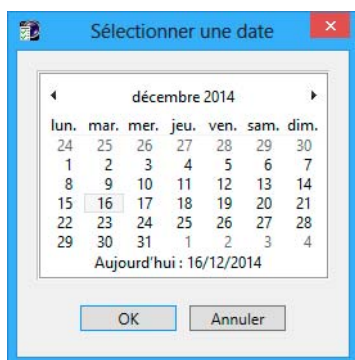 Sélectionner une date
décembre 2014
lun. mar. mer. jeu. ven. sam. dim.
24 25 26 27 28 29 30
1 2 3 4 5 6 7
8 9 10 11 12 13 14
15 16 17 18 19 20 21
22 23 24 25 26 27 28
29 30 31 1 2 3 4
Aujourd'hui : 16/12/2014
OK Annuler